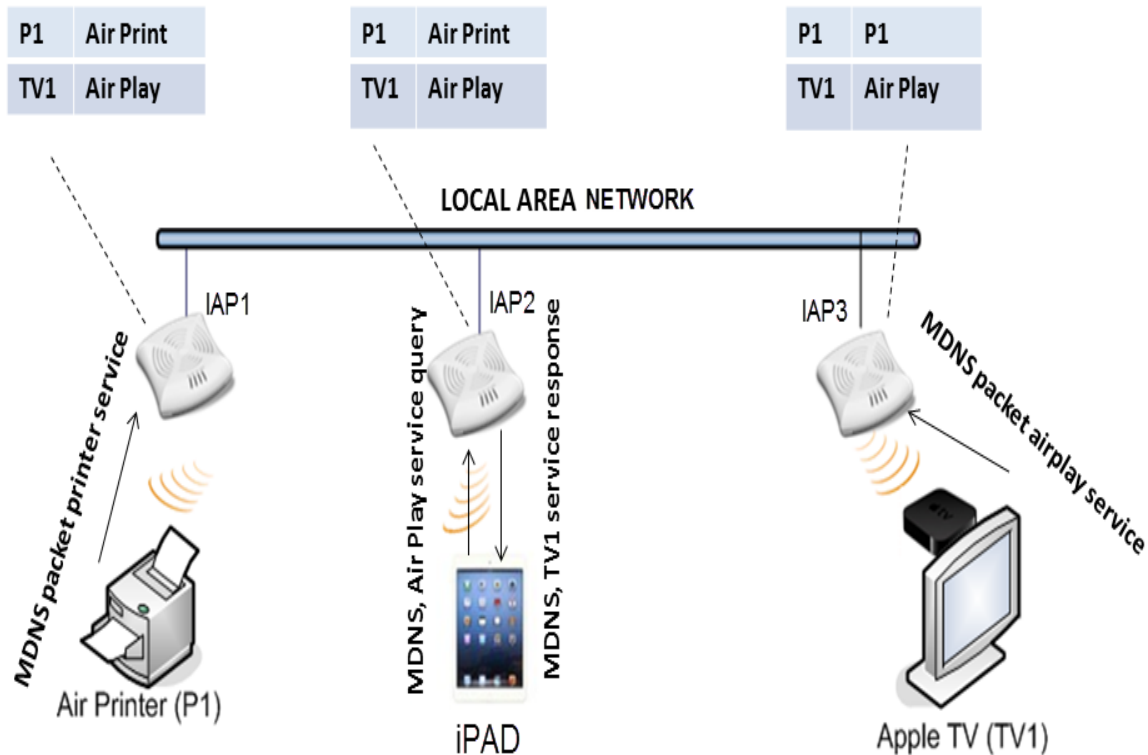 P1 Air Print
TV1 Air Play
P1 Air Print
TV1 Air Play
P1 P1
TV1 Air Play
LOCAL AREA NETWORK
IAP1
IAP2
IAP3
MDNS packet printer service
MDNS, Air Play service query
MDNS, TV1 service response
MDNS packet airplay service
tv
Air Printer (P1)
iPAD
Apple TV (TV1)